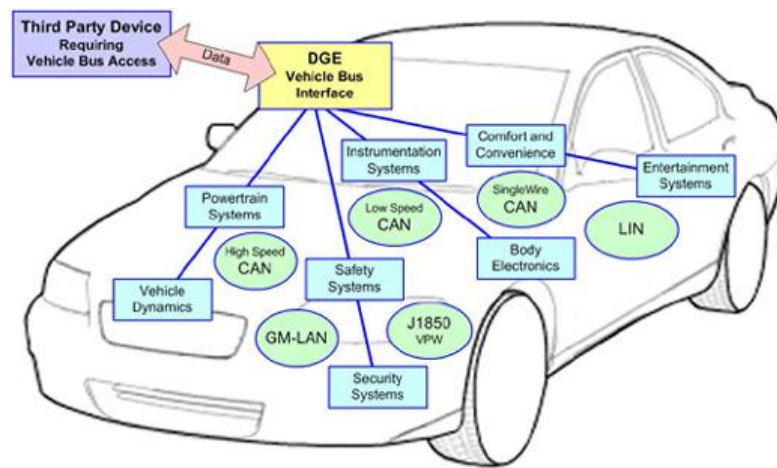 Third Party Device
Requiring
Vehicle Bus Access
Data
DGE
Vehicle Bus
Interface
Comfort and
Convenience
Instrumentation
Systems
Entertainment
Systems
Powertrain
Systems
SingleWire
CAN
Low Speed
CAN
LIN
High Speed
CAN
Body
Electronics
Safety
Systems
Vehicle
Dynamics
GM-LAN
J1850
VPW
Security
Systems